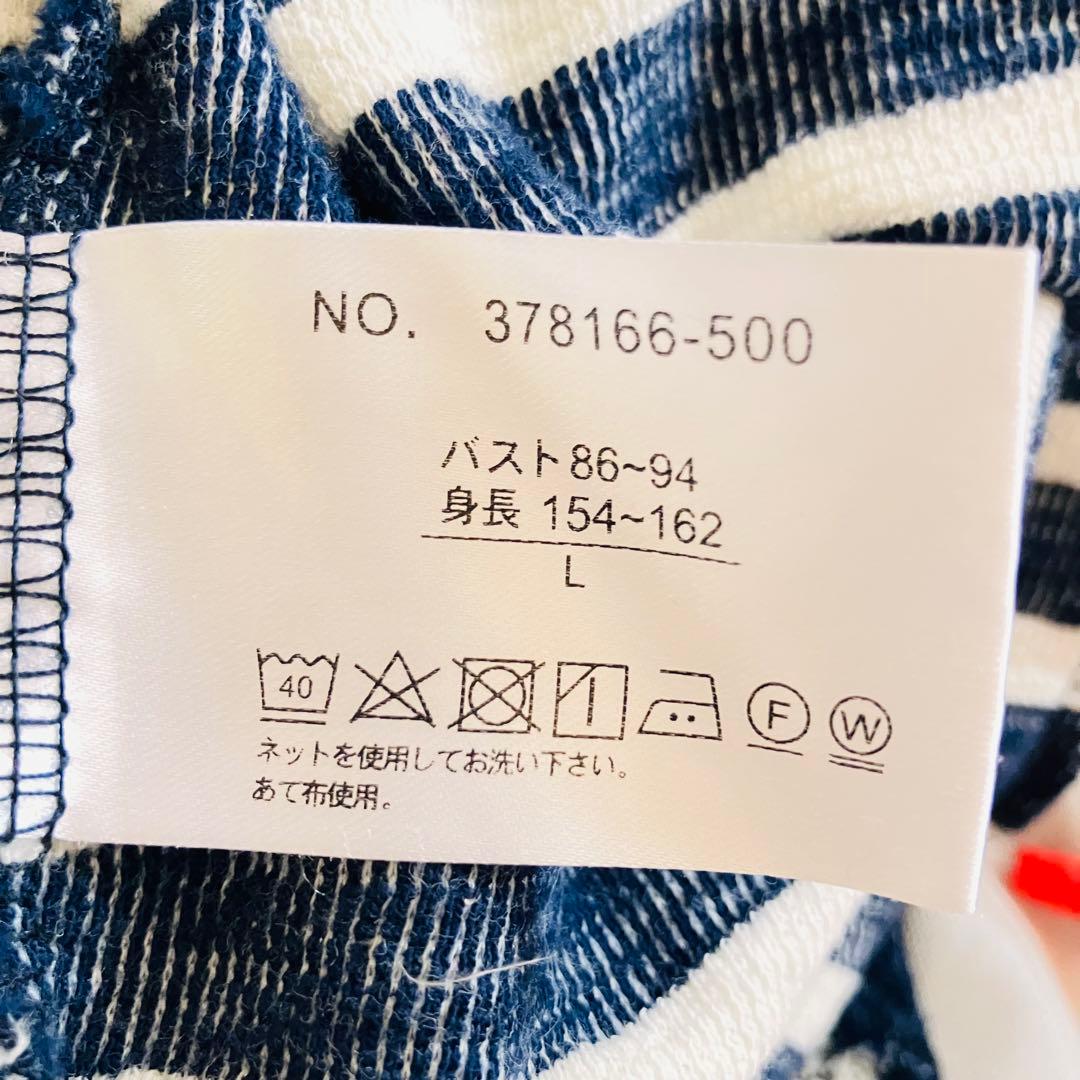 NO. 378166-500
バスト86~94
身長 154~162
L
40
F
W
ネットを使用してお洗い下さい。
あて布使用。